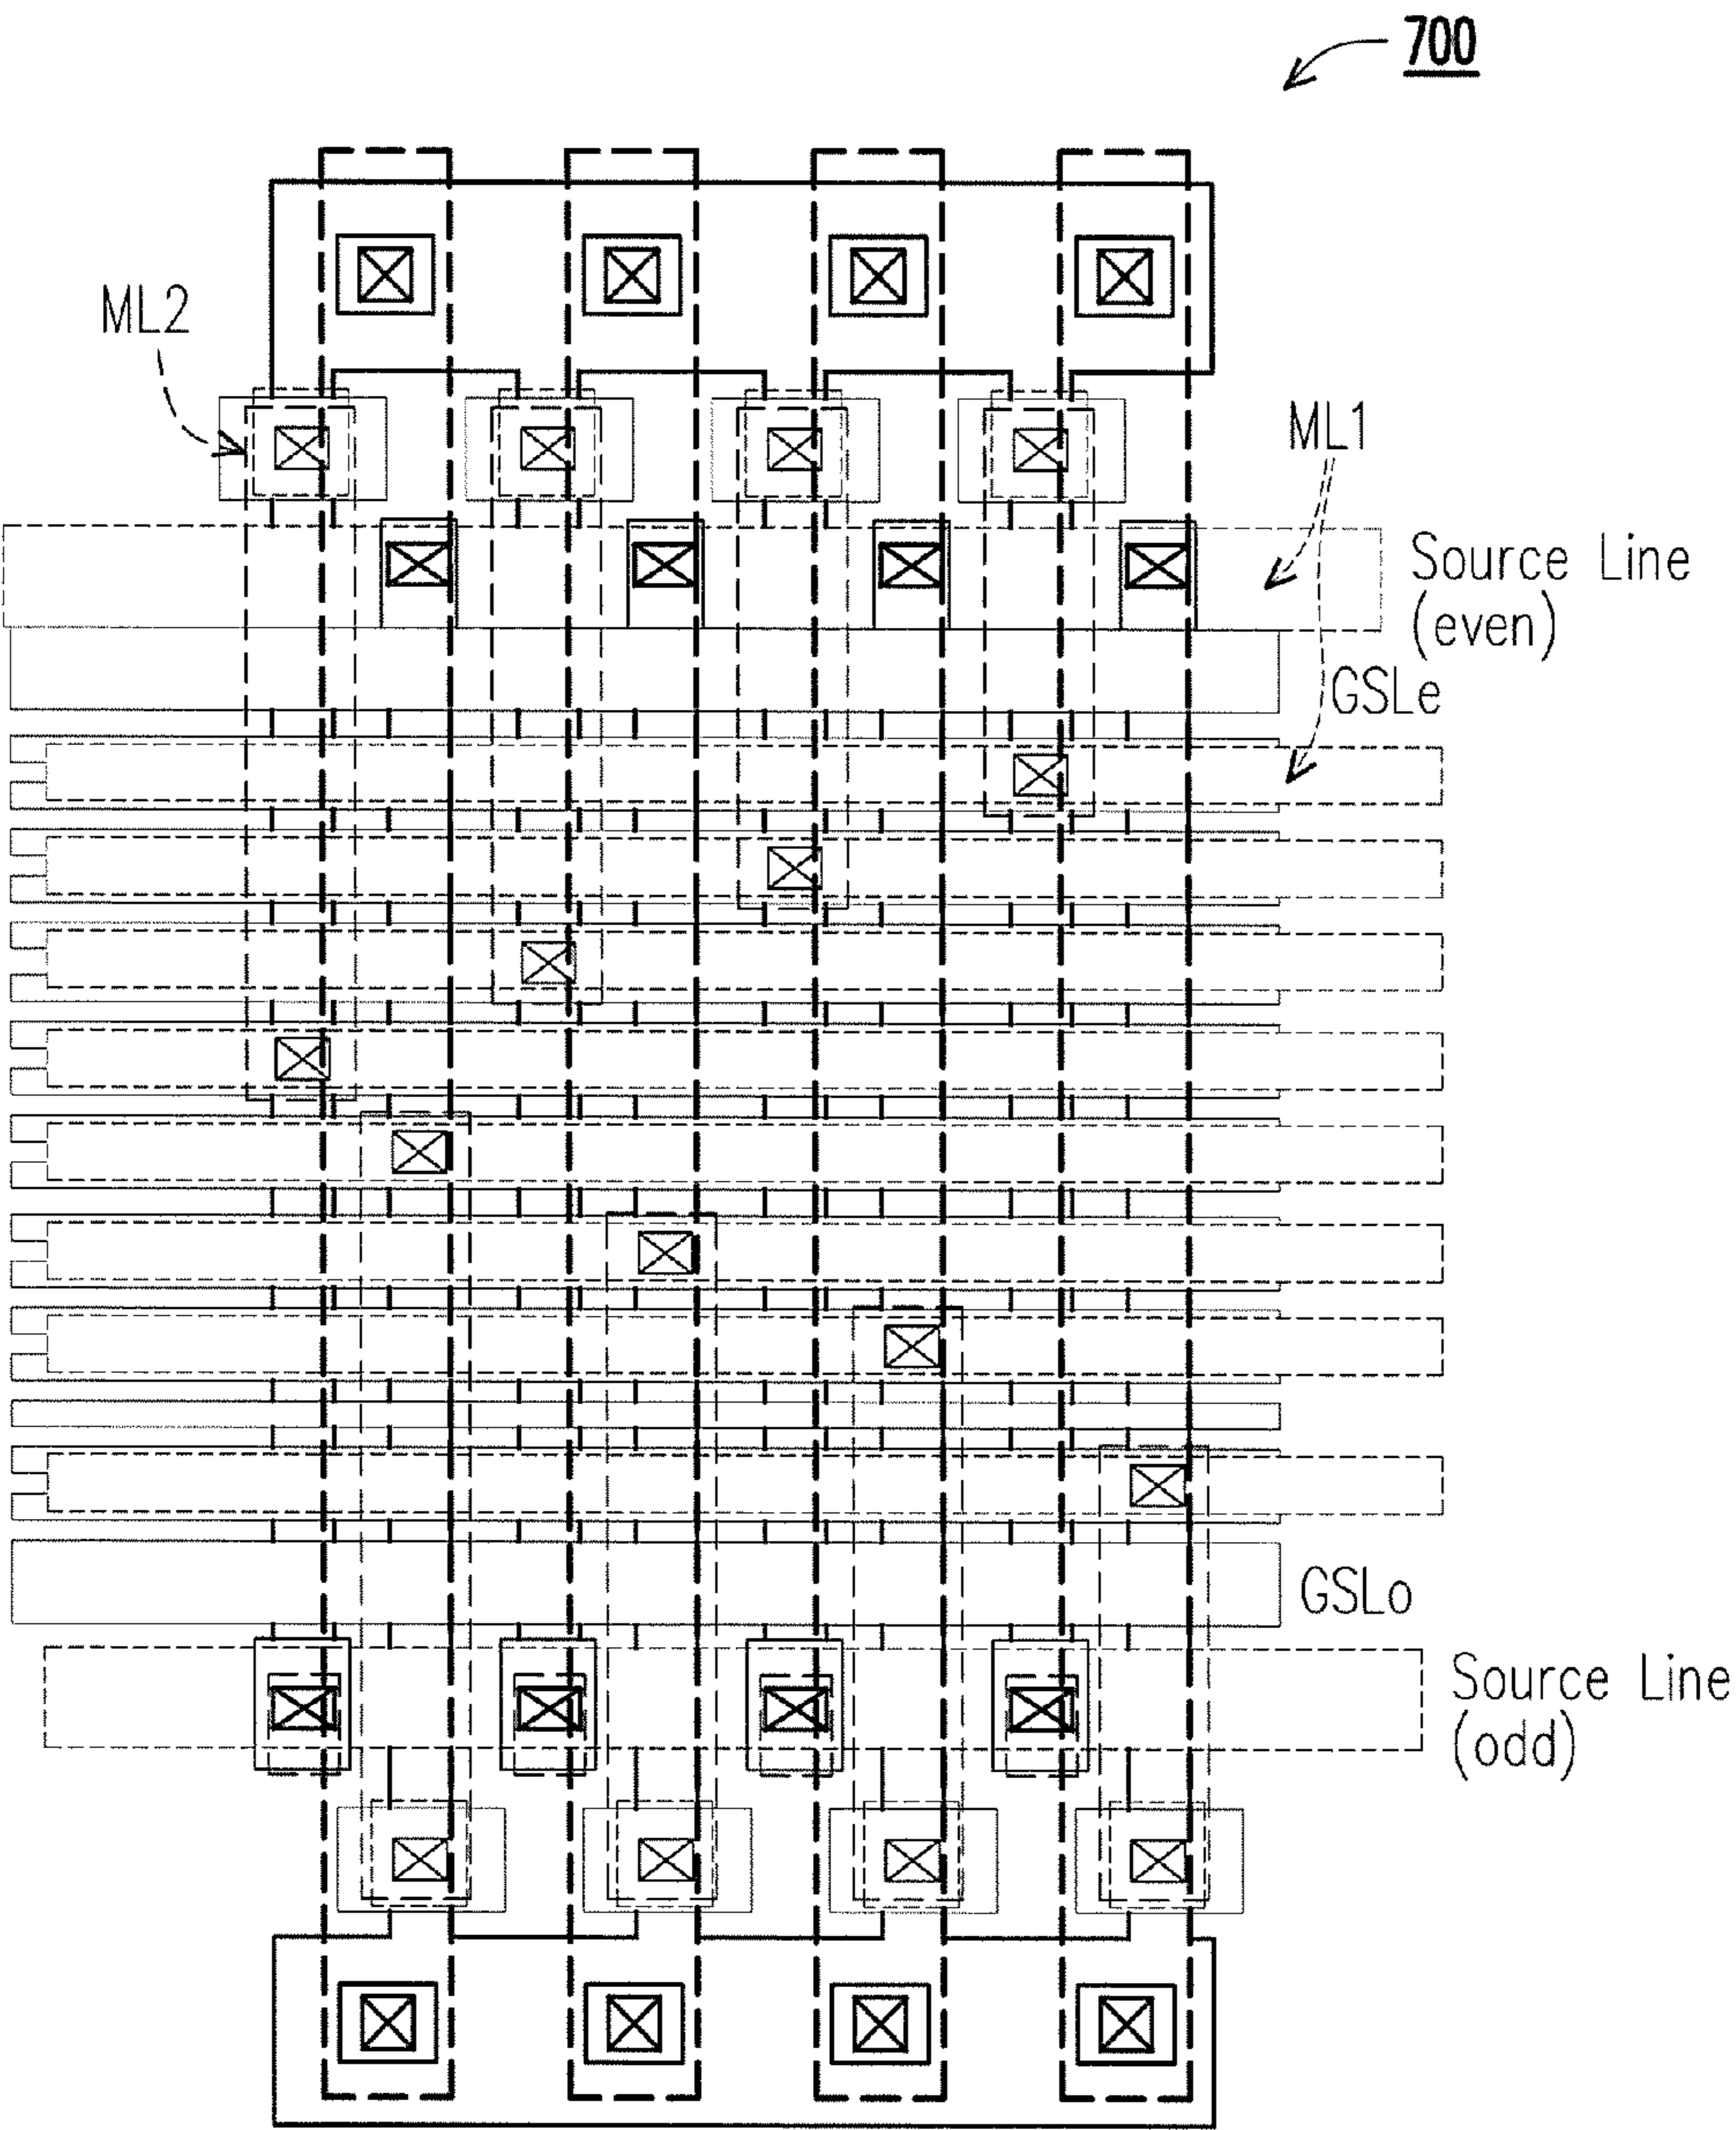 700
ML2
ML1
Source Line
(even)
GSLe
GSLo
Source Line
(odd)